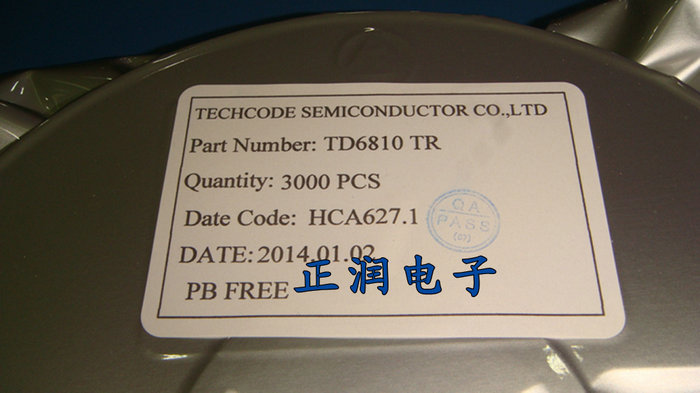 TECHCODE SEMICONDUCTOR CO.,LTD
Part Number: TD6810 TR
Quantity: 3000 PCS
Date Code: HCA627.1
QA
PASS
(07)
DATE: 2014.01.02
PB FREE
正润电子